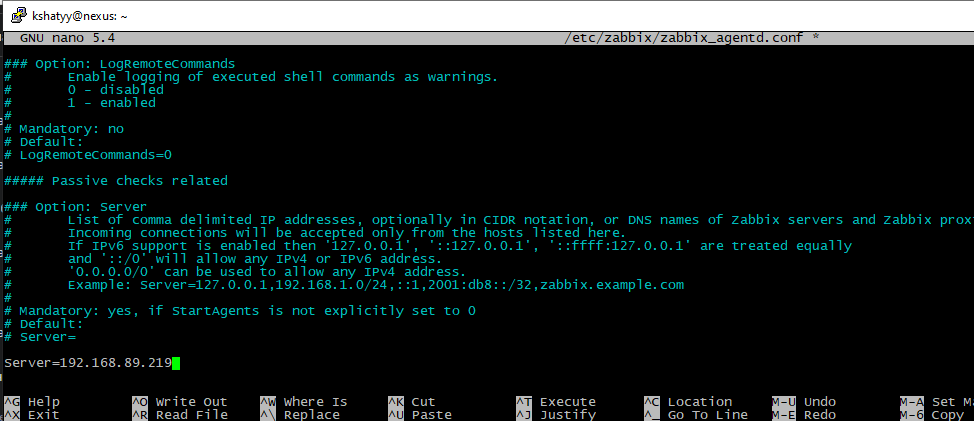 kshatyy@nexus: ~
GNU nano 5.4 /etc/zabbix/zabbix_agentd.conf *
### Option: LogRemoteCommands
# Enable logging of executed shell commands as warnings.
# 0 - disabled
# 1 - enabled
#
# Mandatory: no
# Default:
# LogRemoteCommands=0
##### Passive checks related
### Option: Server
# List of comma delimited IP addresses, optionally in CIDR notation, or DNS names of Zabbix servers and Zabbix prox
# Incoming connections will be accepted only from the hosts listed here.
# If IPv6 support is enabled then '127.0.0.1', '::127.0.0.1', '::ffff:127.0.0.1' are treated equally
# and '::/0' will allow any IPv4 or IPv6 address.
# '0.0.0.0/0' can be used to allow any IPv4 address.
# Example: Server=127.0.0.1,192.168.1.0/24,::1,2001:db8::/32,zabbix.example.com
#
# Mandatory: yes, if StartAgents is not explicitly set to 0
# Default:
# Server=
Server=192.168.89.219
^G Help ^O Write Out ^W Where Is ^K Cut ^T Execute ^C Location M-U Undo M-A Set Ma
^X Exit ^R Read File ^\ Replace ^U Paste ^J Justify ^_ Go To Line M-E Redo M-6 Copy